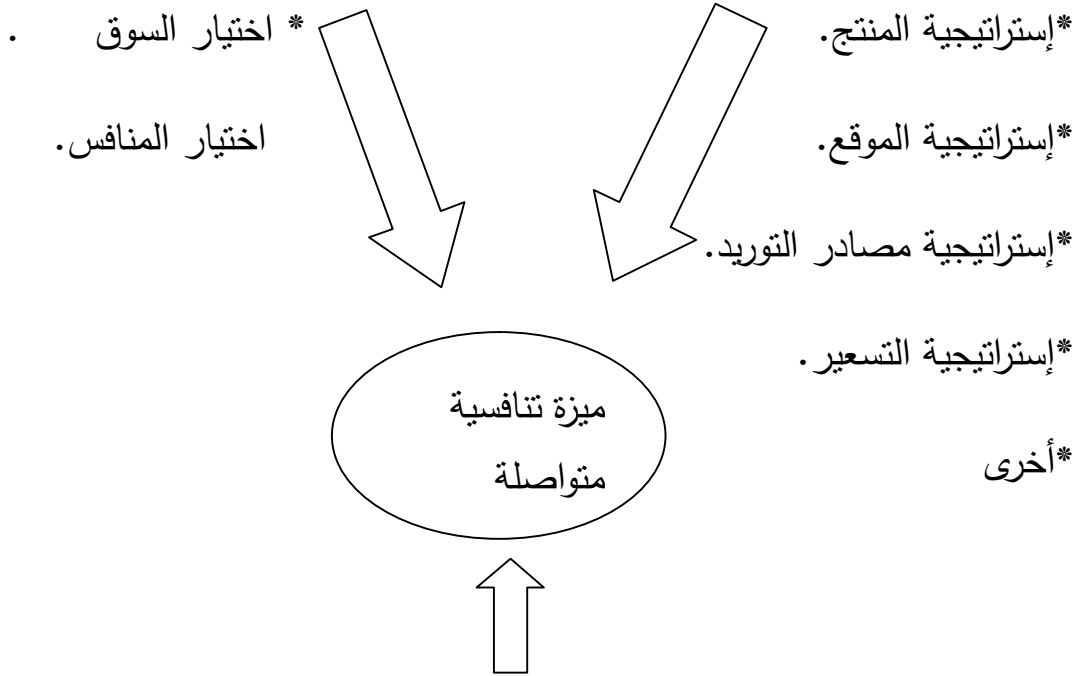 *إستراتيجية المنتج.
*إستراتيجية الموقع.
*إستراتيجية مصادر التوريد.
*إستراتيجية التسعير.
*أخرى
* اختيار السوق .
اختيار المنافس.
ميزة تنافسية
متواصلة